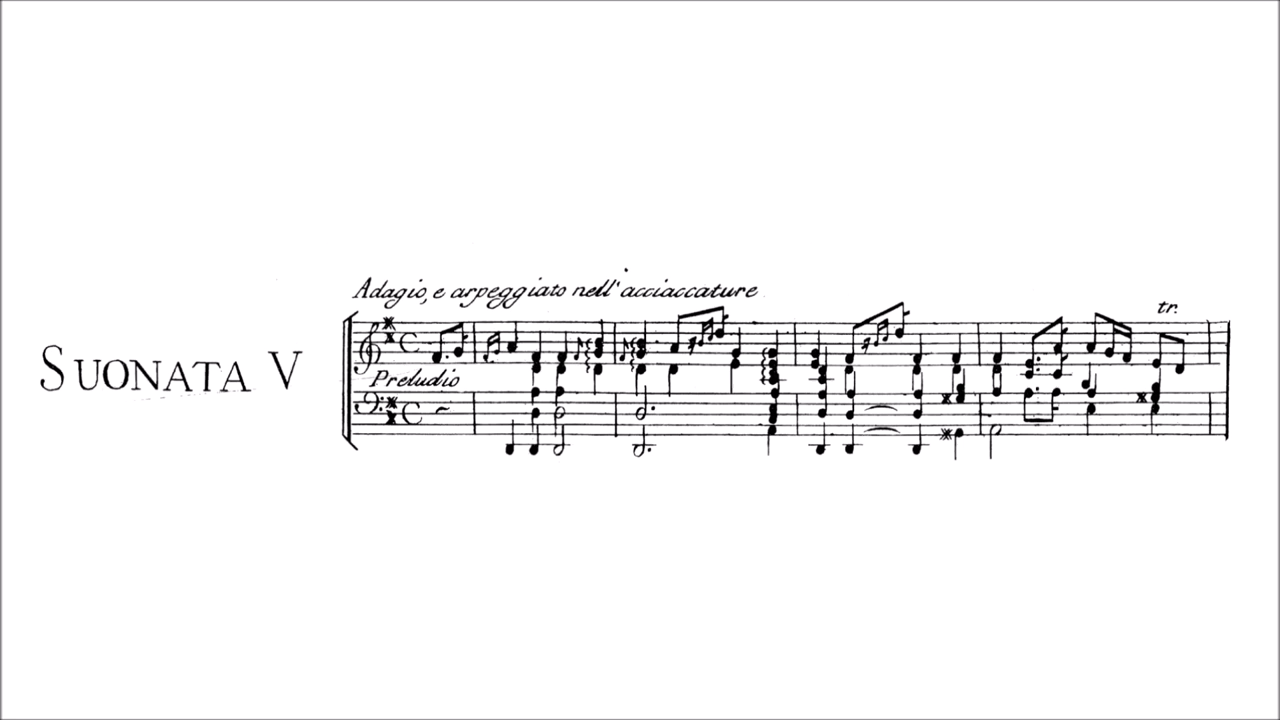 Adagio, e arpeggiato nell' acciaccature
tr.
SUONATA V
Preludio